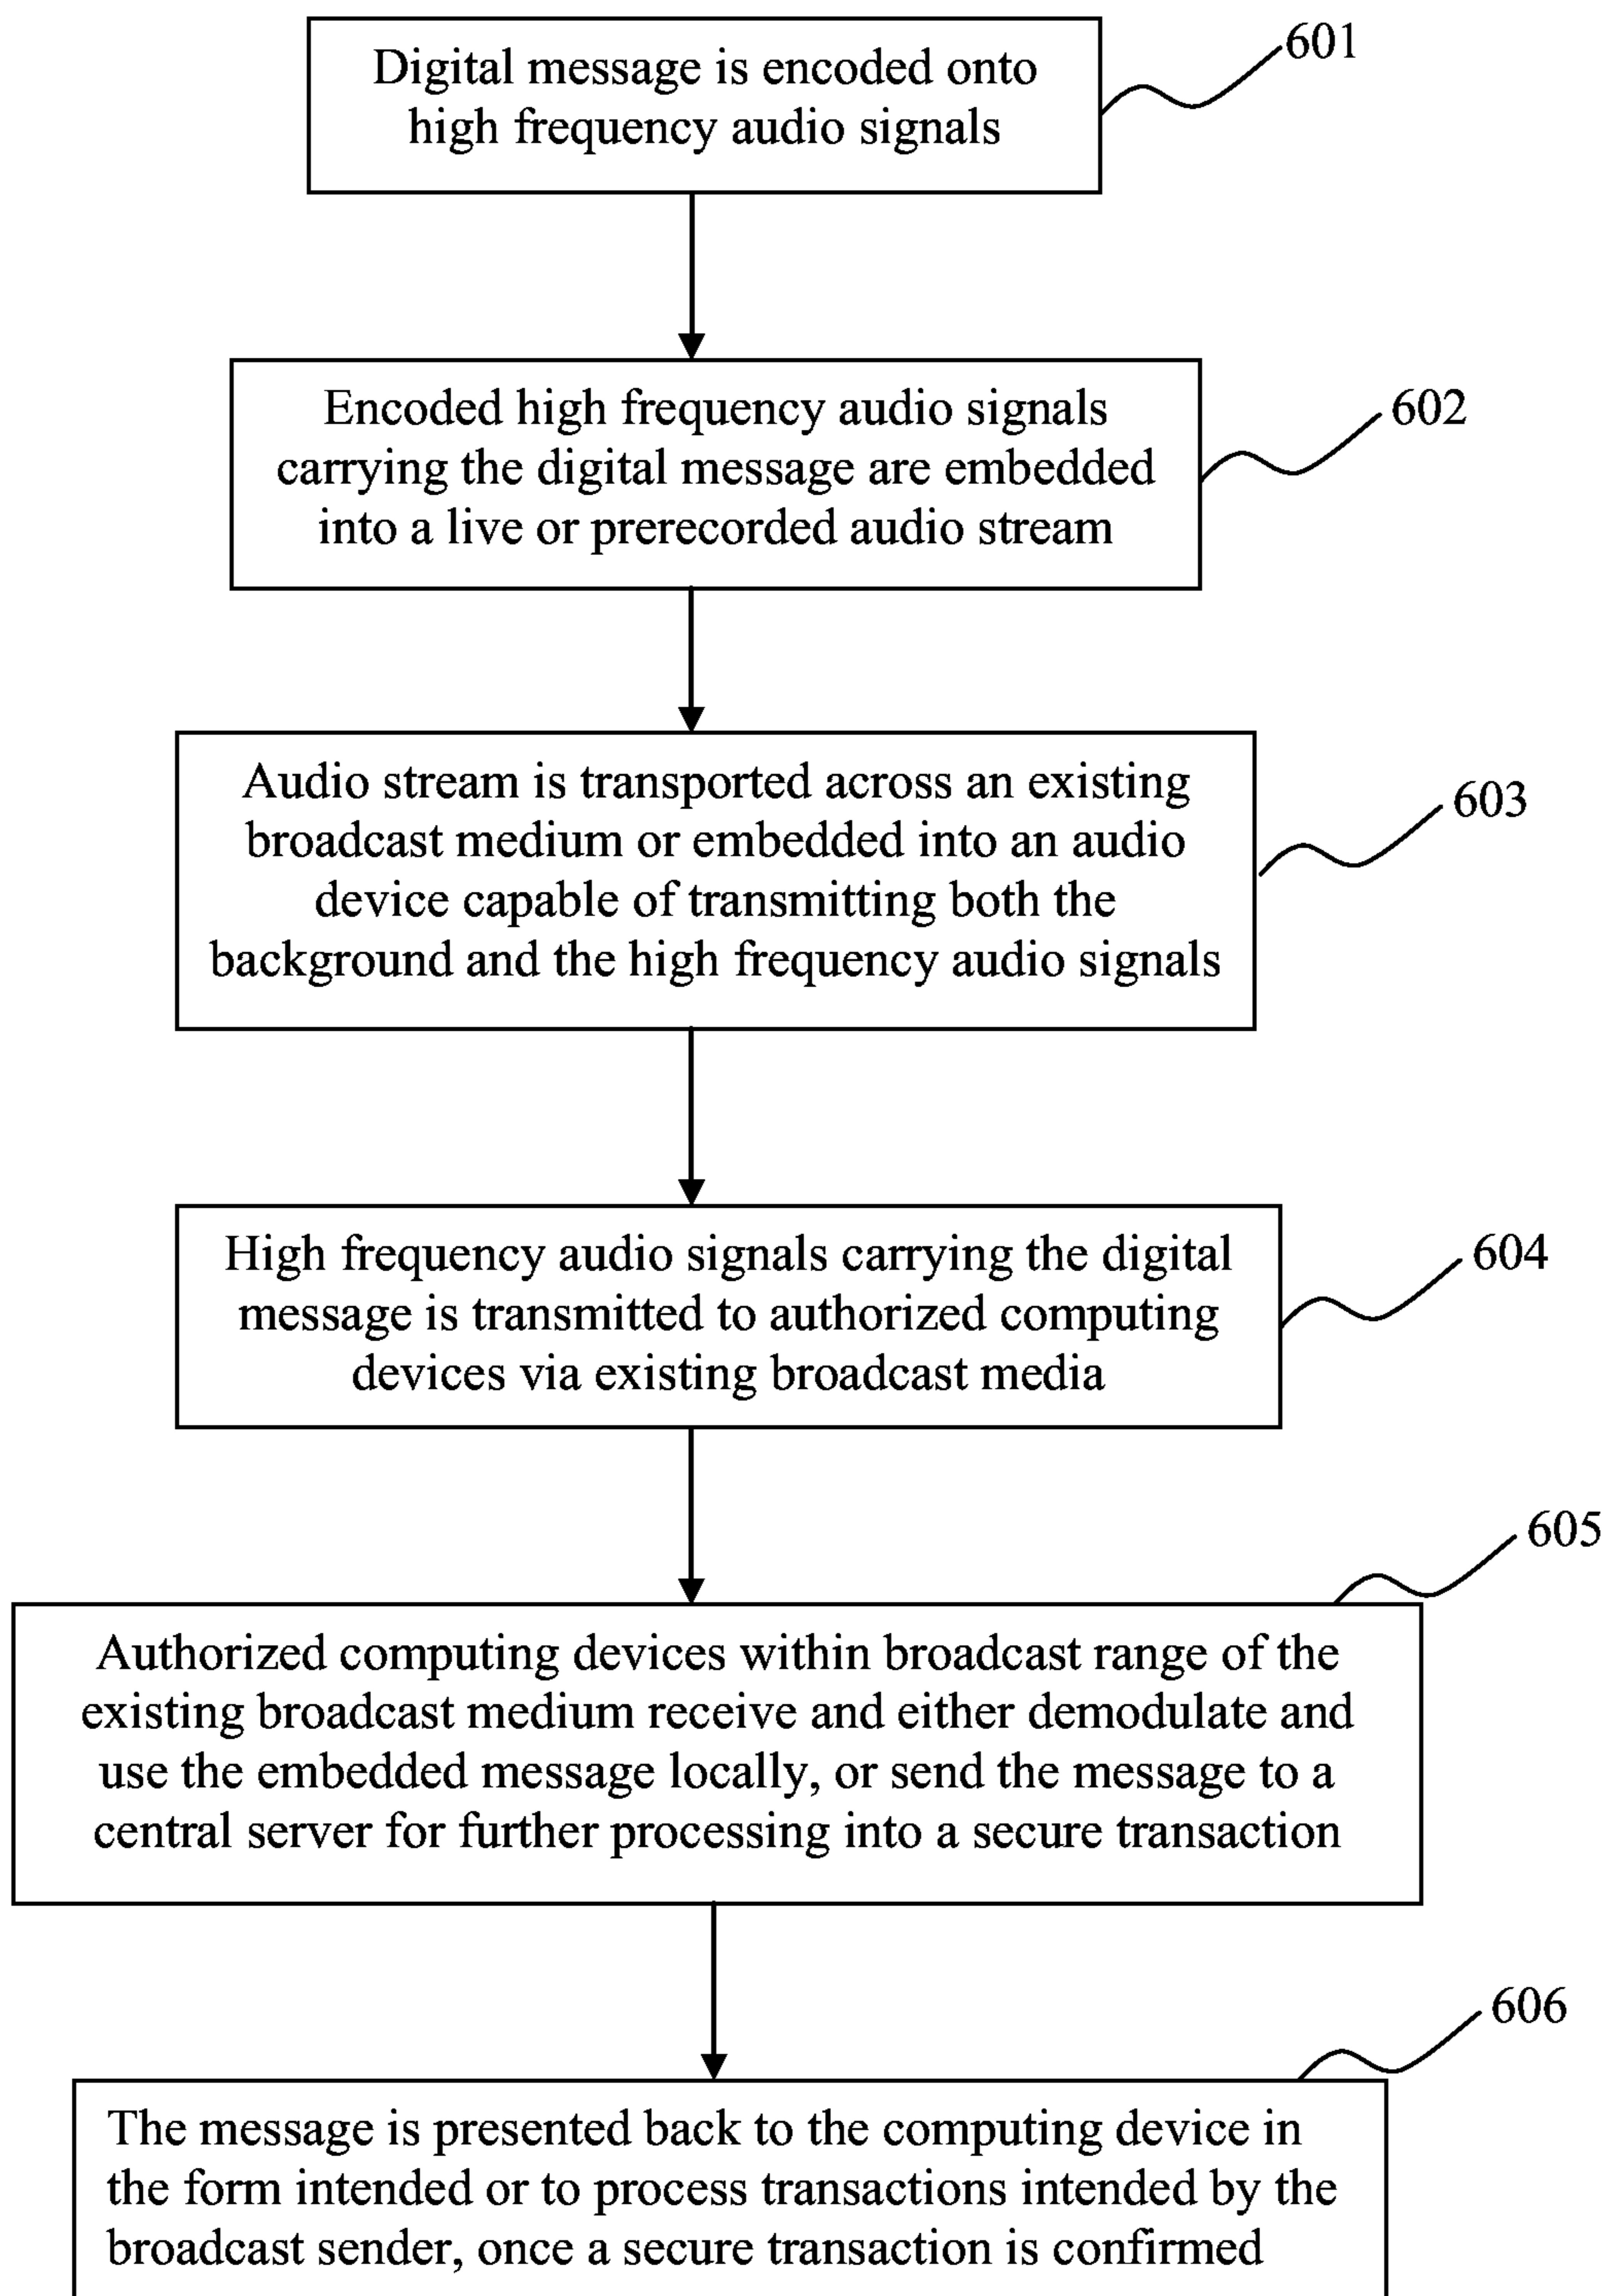 Digital message is encoded onto
high frequency audio signals
601
Encoded high frequency audio signals
carrying the digital message are embedded
into a live or prerecorded audio stream
602
Audio stream is transported across an existing
broadcast medium or embedded into an audio
device capable of transmitting both the
background and the high frequency audio signals
603
High frequency audio signals carrying the digital
message is transmitted to authorized computing
devices via existing broadcast media
604
605
Authorized computing devices within broadcast range of the
existing broadcast medium receive and either demodulate and
use the embedded message locally, or send the message to a
central server for further processing into a secure transaction
606
The message is presented back to the computing device in
the form intended or to process transactions intended by the
broadcast sender, once a secure transaction is confirmed